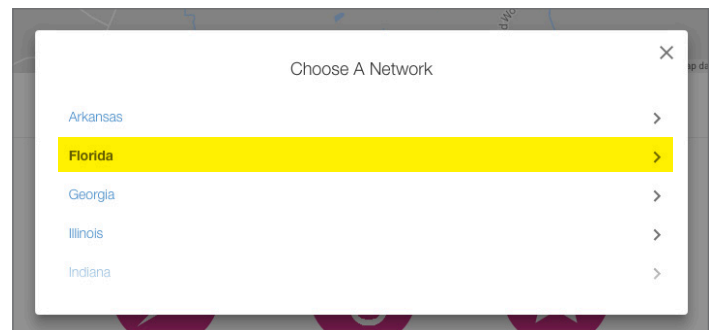 Choose A Network
Arkansas
Florida
Georgia
Illinois
Indiana